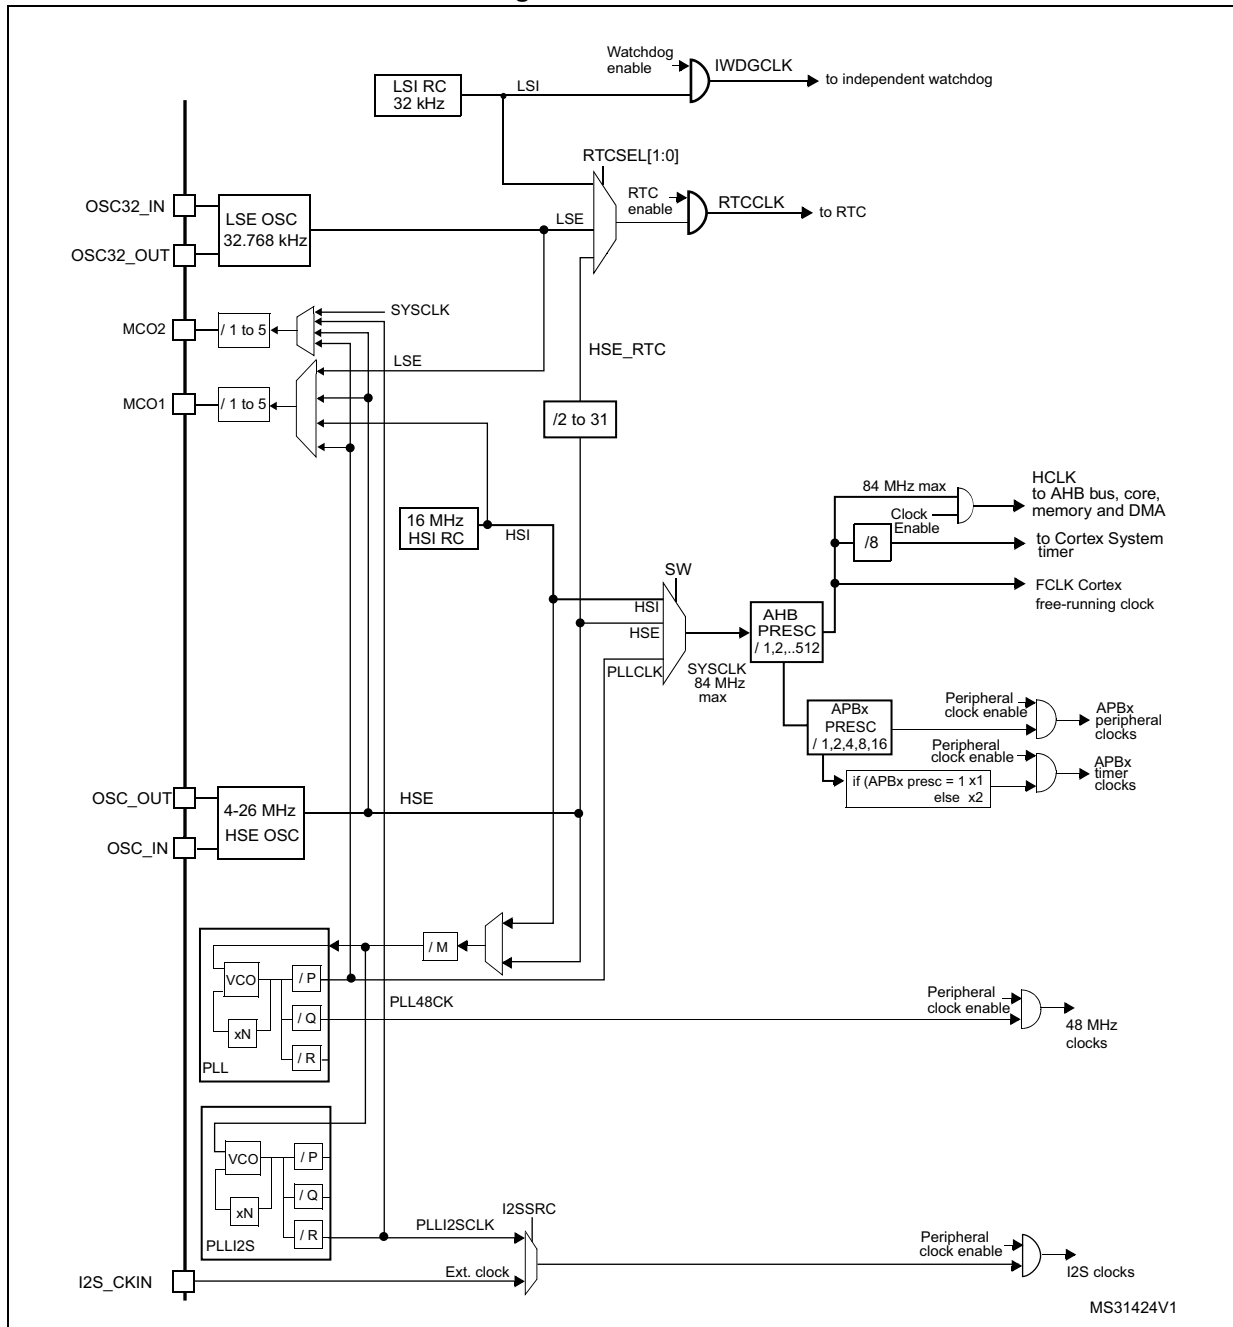 Watchdog
enable
IWDGCLK
to independent watchdog
LSI RC
32 kHz
LSI
RTCSEL[1:0]
OSC32_IN
OSC32_OUT
LSE OSC
32.768 kHz
LSE
RTC
enable
RTCCLK
to RTC
SYSCLK
MCO2
/ 1 to 5
HSE_RTC
LSE
MCO1
/ 1 to 5
/2 to 31
16 MHz
HSI RC
HSI
84 MHz max
Clock
Enable
HCLK
to AHB bus, core,
memory and DMA
/8
to Cortex System
timer
FCLK Cortex
free-running clock
SW
HSI
HSE
PLLCLK
SYSCLK
84 MHz
max
AHB
PRESC
/ 1,2,..512
APBx
PRESC
/ 1,2,4,8,16
Peripheral
clock enable
APBx
peripheral
clocks
Peripheral
clock enable
APBx
timer
clocks
if (APBx presc = 1 x1
else x2
OSC_OUT
OSC_IN
4-26 MHz
HSE OSC
HSE
/ M
VCO
xN
/ P
/ Q
/ R
PLL
PLL48CK
Peripheral
clock enable
48 MHz
clocks
VCO
xN
/ P
/ Q
/ R
PLLI2S
PLLI2SCLK
I2SSRC
Ext. clock
I2S_CKIN
Peripheral
clock enable
I2S clocks
MS31424V1